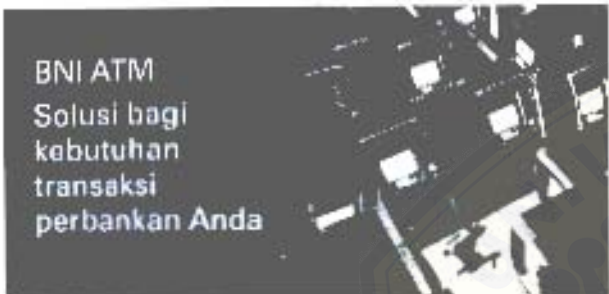 BNI ATM
Solusi bagi
kebutuhan
transaksi
perbankan Anda